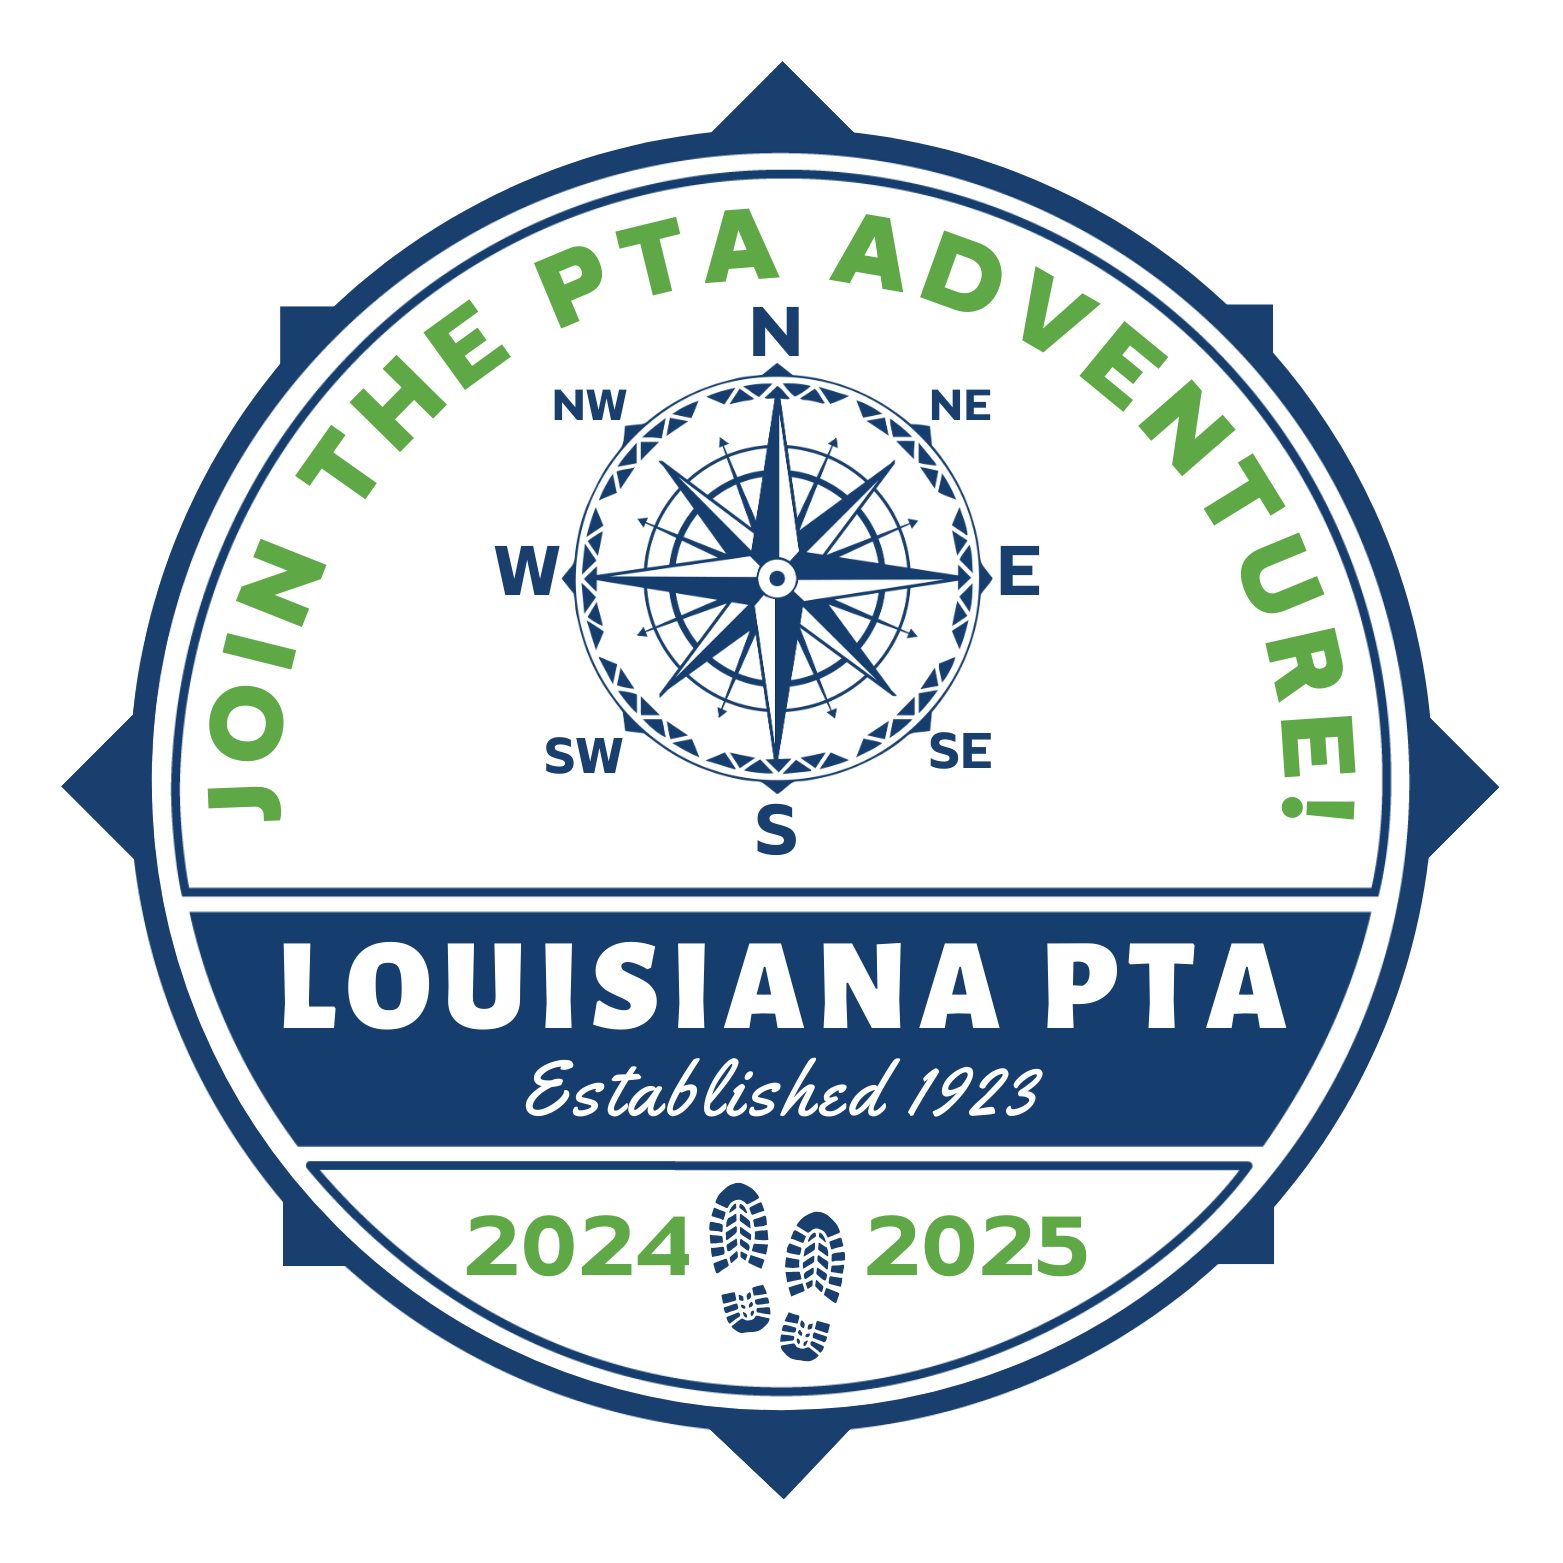 JOIN THE PTA ADVENTURE!
N
NW NE
W E
SW SE
S
LOUISIANA PTA
Established 1923
2024 2025